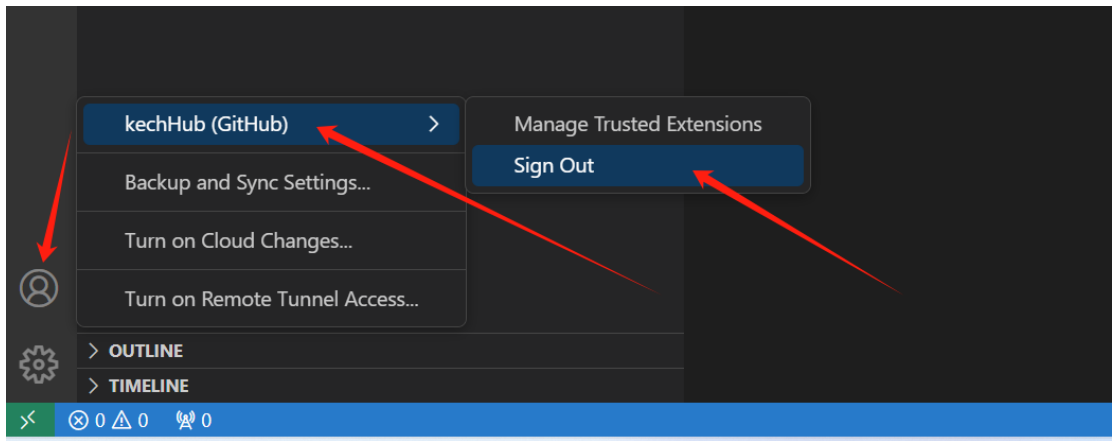 kechHub (GitHub)
Backup and Sync Settings...
Turn on Cloud Changes...
Turn on Remote Tunnel Access...
Manage Trusted Extensions
Sign Out
OUTLINE
TIMELINE
0 0 0